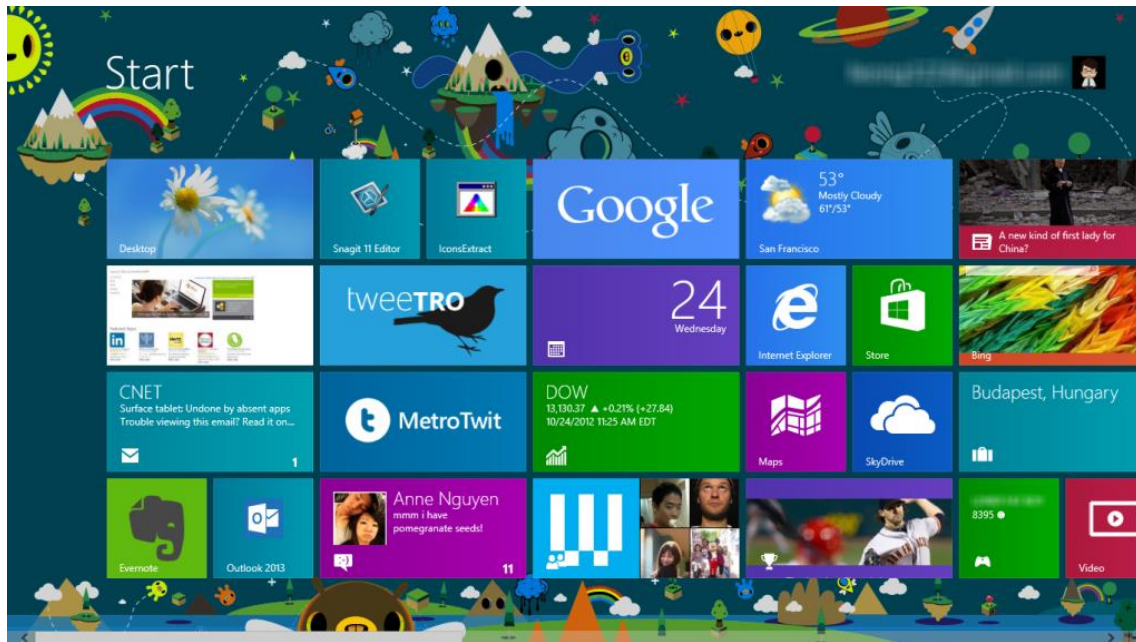 Start
Desktop
Snagit 11 Editor
IconsExtract
Google
53°
Mostly Cloudy
61°/53°
San Francisco
A new kind of first lady for
China?
tweeTRO
24
Wednesday
Internet Explorer
Store
Bing
CNET
Surface tablet: Undone by absent apps
Trouble viewing this email? Read it on...
1
t MetroTwit
DOW
13,130.37 ▲ +0.21% (+27.84)
10/24/2012 11:25 AM EDT
Maps
SkyDrive
Budapest, Hungary
Evernote
Outlook 2013
Anne Nguyen
mmm i have
pomegranate seeds!
11
8395
Video